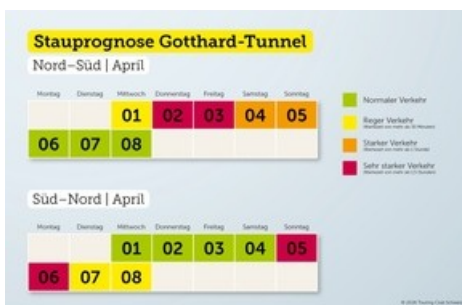 Stauprognose Gotthard-Tunnel
Nord–Süd | April
Montag Dienstag Mittwoch Donnerstag Freitag Samstag Sonntag
01 02 03 04 05
06 07 08
Normaler Verkehr
Reger Verkehr
Starker Verkehr
Sehr starker Verkehr
Süd–Nord | April
Montag Dienstag Mittwoch Donnerstag Freitag Samstag Sonntag
01 02 03 04 05
06 07 08